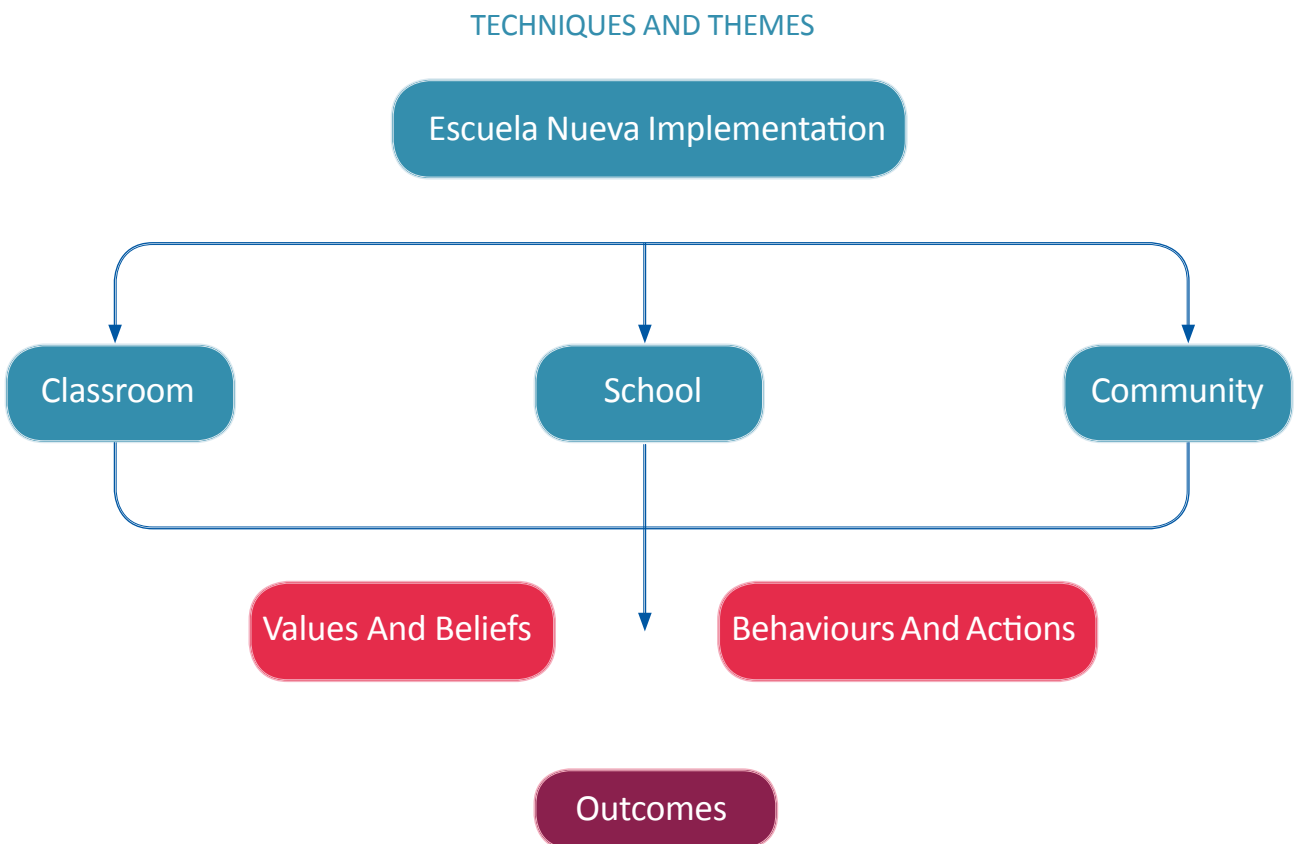 TECHNIQUES AND THEMES
Escuela Nueva Implementation
Classroom
School
Community
Values And Beliefs
Behaviours And Actions
Outcomes